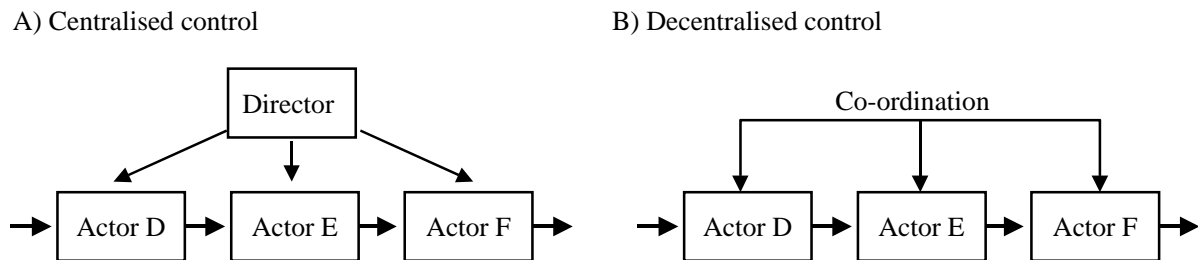 A) Centralised control
Director
Actor D
Actor E
Actor F
B) Decentralised control
Co-ordination
Actor D
Actor E
Actor F